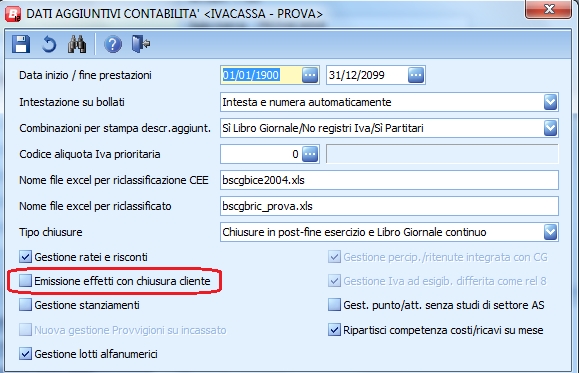 DATI AGGIUNTIVI CONTABILITA' <IVACASSA - PROVA>
Data inizio / fine prestazioni 01/01/1900 ... 31/12/2099 ...
Intestazione su bollati Intesta e numera automaticamente
Combinazioni per stampa descr.aggiunt. Sì Libro Giornale/No registri Iva/Sì Partitari
Codice aliquota Iva prioritaria 0 ...
Nome file excel per riclassificazione CEE bscgbice2004.xls
Nome file excel per riclassificato bscgbric_prova.xls
Tipo chiusure Chiusure in post-fine esercizio e Libro Giornale continuo
Gestione ratei e risconti Gestione percip./ritenute integrata con CG
Emissione effetti con chiusura cliente Gestione Iva ad esigib. differita come rel 8
Gestione stanziamenti Gest. punto/att. senza studi di settore AS
Nuova gestione Provvigioni su incassato Ripartisci competenza costi/ricavi su mese
Gestione lotti alfanumerici